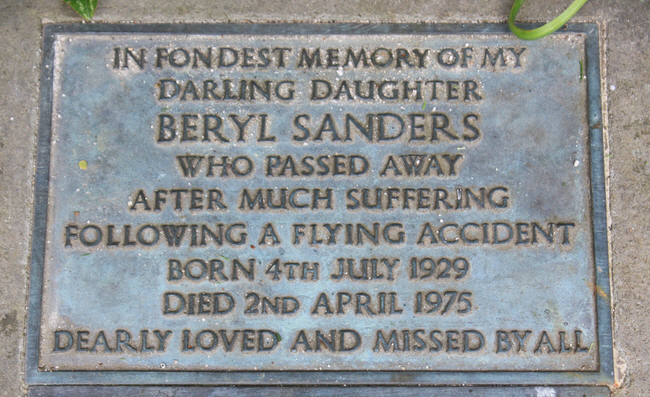 IN FONDEST MEMORY OF MY
DARLING DAUGHTER
BERYL SANDERS
WHO PASSED AWAY
AFTER MUCH SUFFERING
FOLLOWING A FLYING ACCIDENT
BORN 4TH JULY 1929
DIED 2ND APRIL 1975
DEARLY LOVED AND MISSED BY ALL